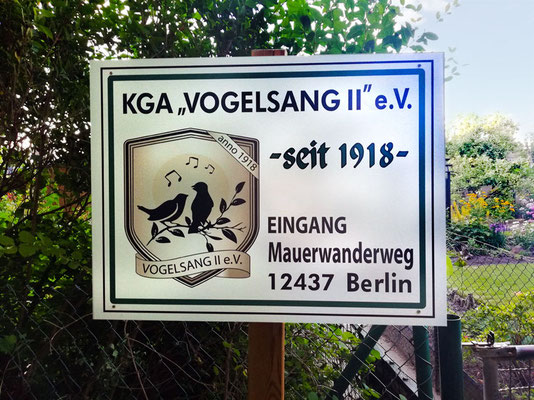 KGA „VOGELSANG II” e.V.
-seit 1918-
anno 1918
VOGELSANG II e.V.
EINGANG
Mauerwanderweg
12437 Berlin